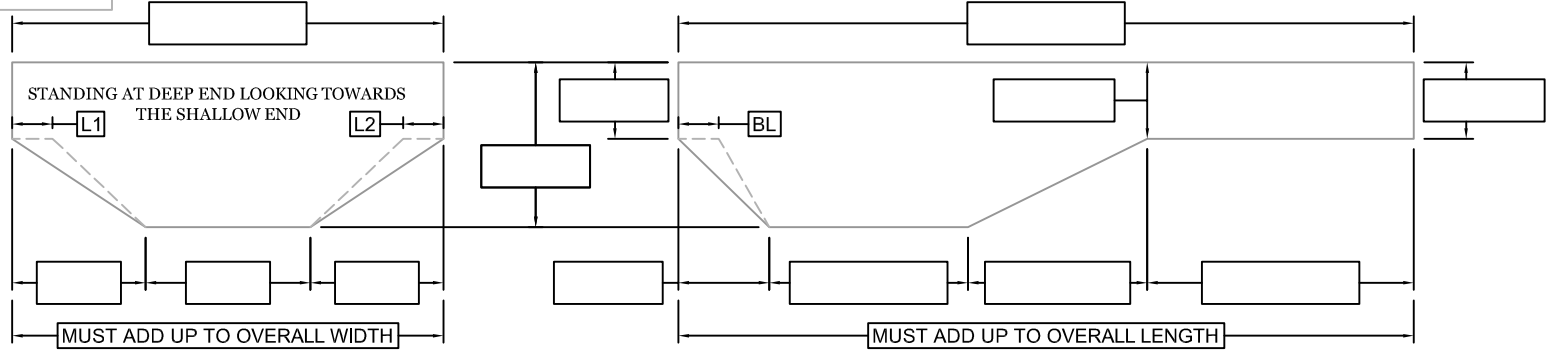 STANDING AT DEEP END LOOKING TOWARDS
THE SHALLOW END
L1
L2
BL
MUST ADD UP TO OVERALL WIDTH
MUST ADD UP TO OVERALL LENGTH